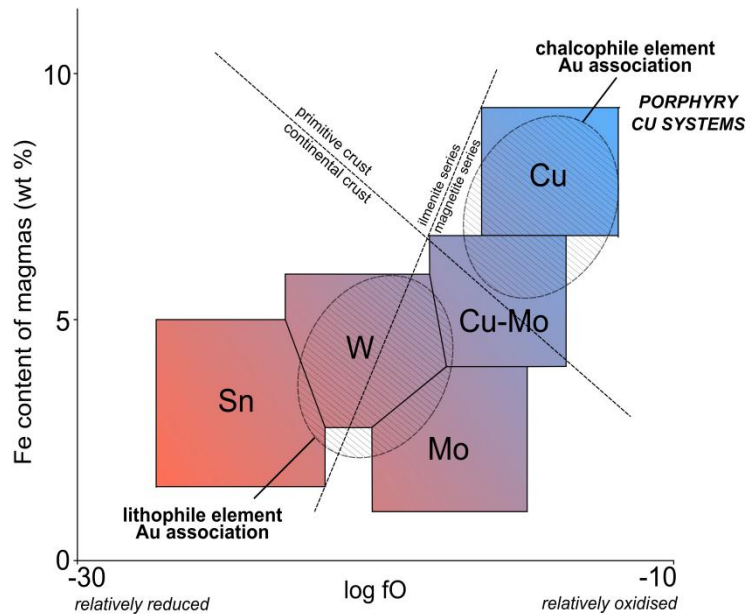 chalcophile element
Au association
PORPHYRY
CU SYSTEMS
10
primitive crust
continental crust
ilmenite series
magnetite series
Cu
Fe content of magmas (wt %)
5
W
Cu-Mo
Sn
Mo
lithophile element
Au association
0
-30
log fO
-10
relatively reduced
relatively oxidised